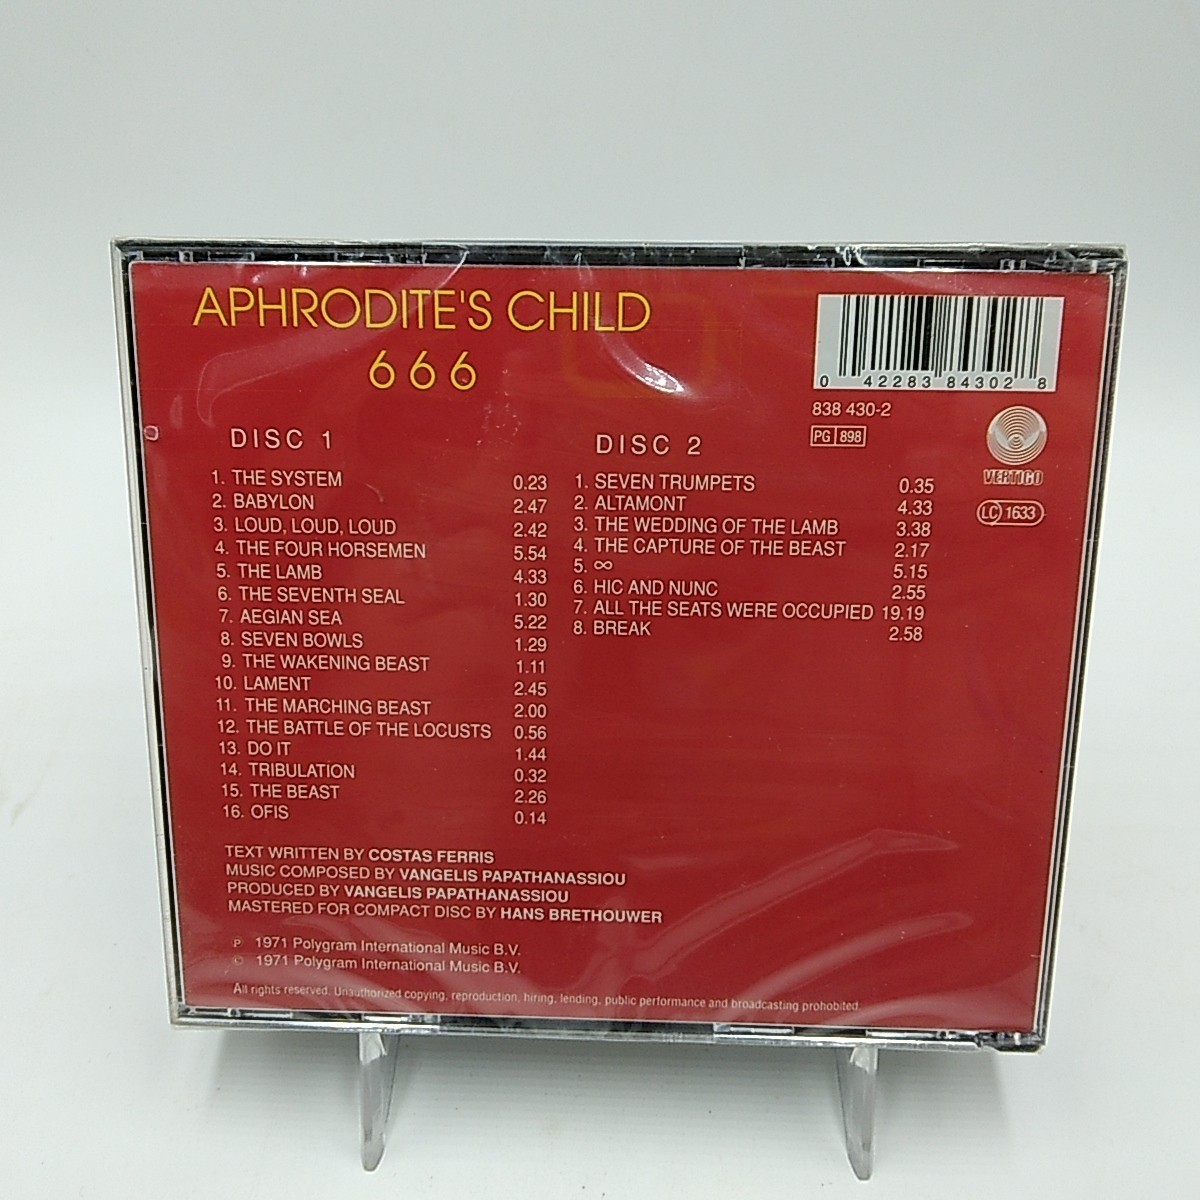 APHRODITE'S CHILD
6 6 6
0 42283 84302 8
838 430-2
PG 898
VERTIGO
LC 1633
DISC 1
1. THE SYSTEM 0.23
2. BABYLON 2.47
3. LOUD, LOUD, LOUD 2.42
4. THE FOUR HORSEMEN 5.54
5. THE LAMB 4.33
6. THE SEVENTH SEAL 1.30
7. AEGIAN SEA 5.22
8. SEVEN BOWLS 1.29
9. THE WAKENING BEAST 1.11
10. LAMENT 2.45
11. THE MARCHING BEAST 2.00
12. THE BATTLE OF THE LOCUSTS 0.56
13. DO IT 1.44
14. TRIBULATION 0.32
15. THE BEAST 2.26
16. OFIS 0.14
DISC 2
1. SEVEN TRUMPETS 0.35
2. ALTAMONT 4.33
3. THE WEDDING OF THE LAMB 3.38
4. THE CAPTURE OF THE BEAST 2.17
5. ∞ 5.15
6. HIC AND NUNC 2.55
7. ALL THE SEATS WERE OCCUPIED 19.19
8. BREAK 2.58
TEXT WRITTEN BY COSTAS FERRIS
MUSIC COMPOSED BY VANGELIS PAPATHANASSIOU
PRODUCED BY VANGELIS PAPATHANASSIOU
MASTERED FOR COMPACT DISC BY HANS BRETHOUWER
℗ 1971 Polygram International Music B.V.
© 1971 Polygram International Music B.V.
All rights reserved. Unauthorized copying, reproduction, hiring, lending, public performance and broadcasting prohobited.